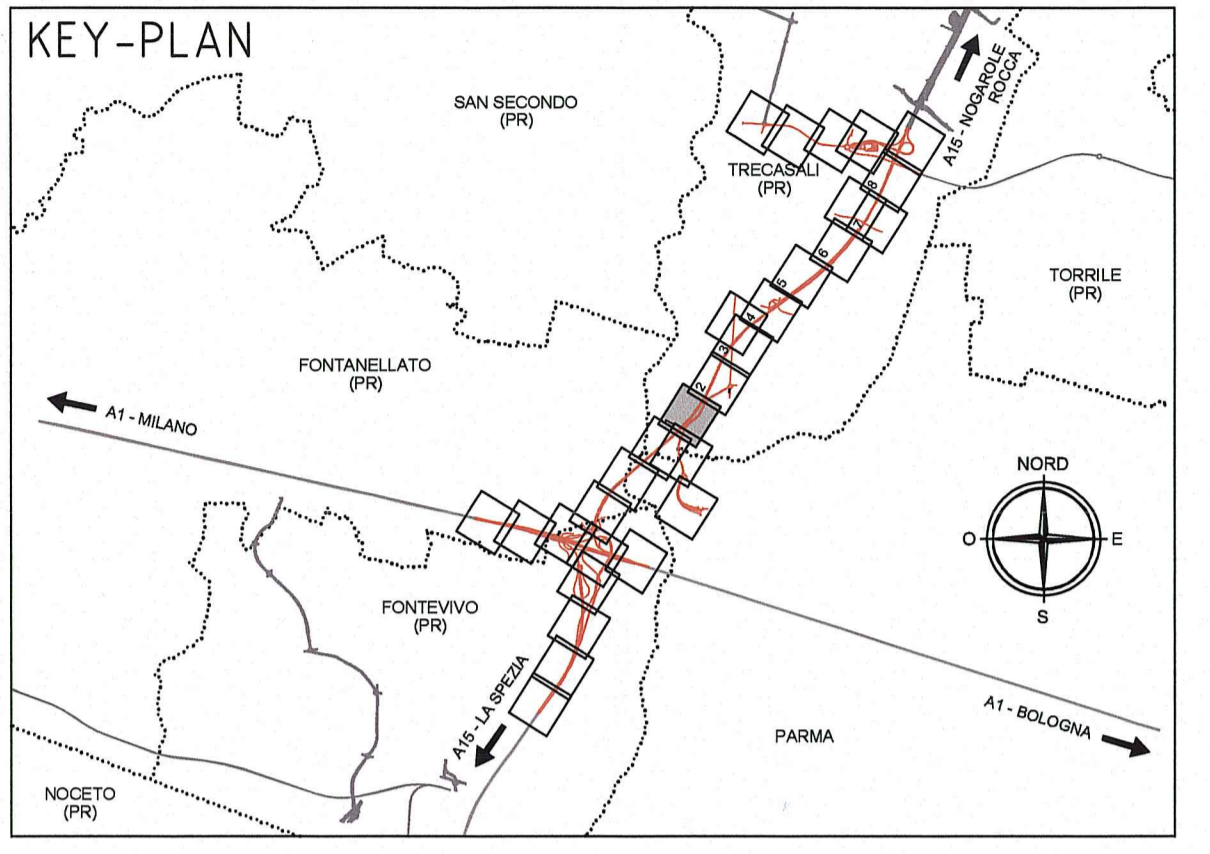 KEY-PLAN
SAN SECONDO
(PR)
A15 - NOGAROLE
ROCCA
TRECASALI
(PR)
8
7
6
5
4
3
2
TORRILE
(PR)
FONTANELLATO
(PR)
A1 - MILANO
NORD
O
E
S
FONTEVIVO
(PR)
A15 - LA SPEZIA
A1 - BOLOGNA
PARMA
NOCETO
(PR)